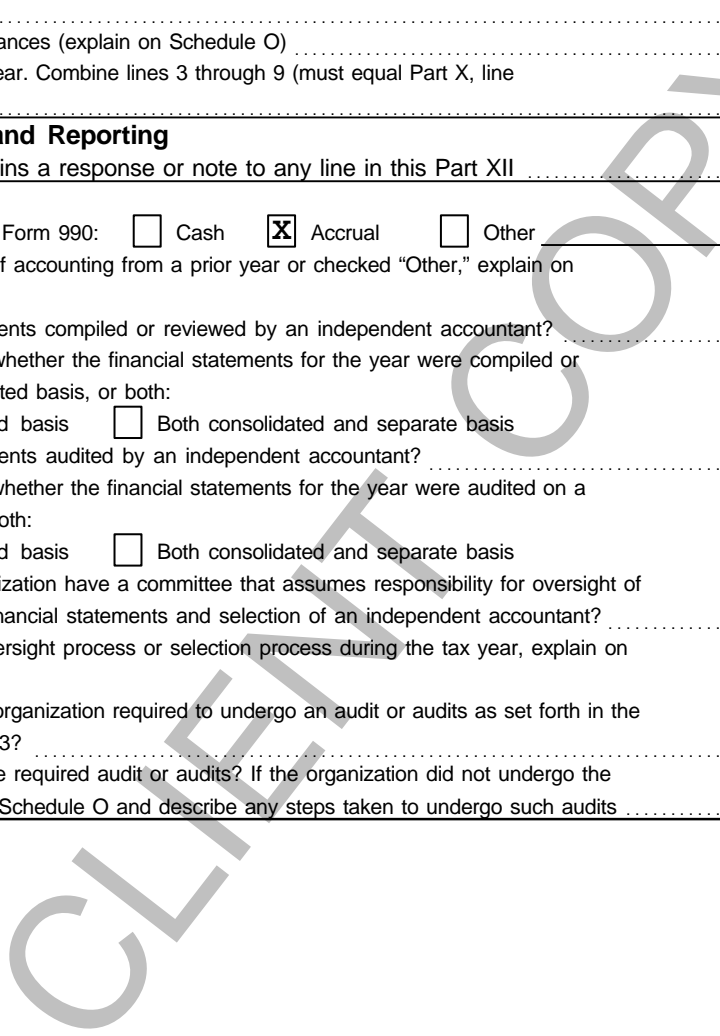 ances (explain on Schedule O)
ear. Combine lines 3 through 9 (must equal Part X, line
and Reporting
ins a response or note to any line in this Part XII
Form 990: Cash X Accrual Other
f accounting from a prior year or checked “Other,” explain on
ents compiled or reviewed by an independent accountant?
whether the financial statements for the year were compiled or
ted basis, or both:
d basis Both consolidated and separate basis
ents audited by an independent accountant?
whether the financial statements for the year were audited on a
oth:
d basis Both consolidated and separate basis
ization have a committee that assumes responsibility for oversight of
nancial statements and selection of an independent accountant?
ersight process or selection process during the tax year, explain on
organization required to undergo an audit or audits as set forth in the
3?
e required audit or audits? If the organization did not undergo the
Schedule O and describe any steps taken to undergo such audits
CLIENT COPY